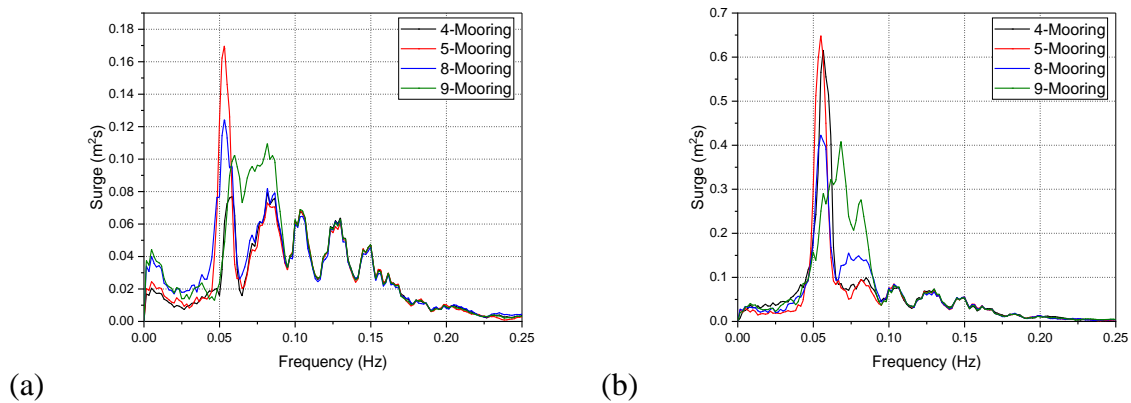 0.18
0.16
0.14
0.12
0.10
0.08
0.06
0.04
0.02
0.00
Surge (m²s)
4-Mooring
5-Mooring
8-Mooring
9-Mooring
0.00 0.05 0.10 0.15 0.20 0.25
Frequency (Hz)
(a)
0.7
0.6
0.5
0.4
0.3
0.2
0.1
0.0
Surge (m²s)
4-Mooring
5-Mooring
8-Mooring
9-Mooring
0.00 0.05 0.10 0.15 0.20 0.25
Frequency (Hz)
(b)